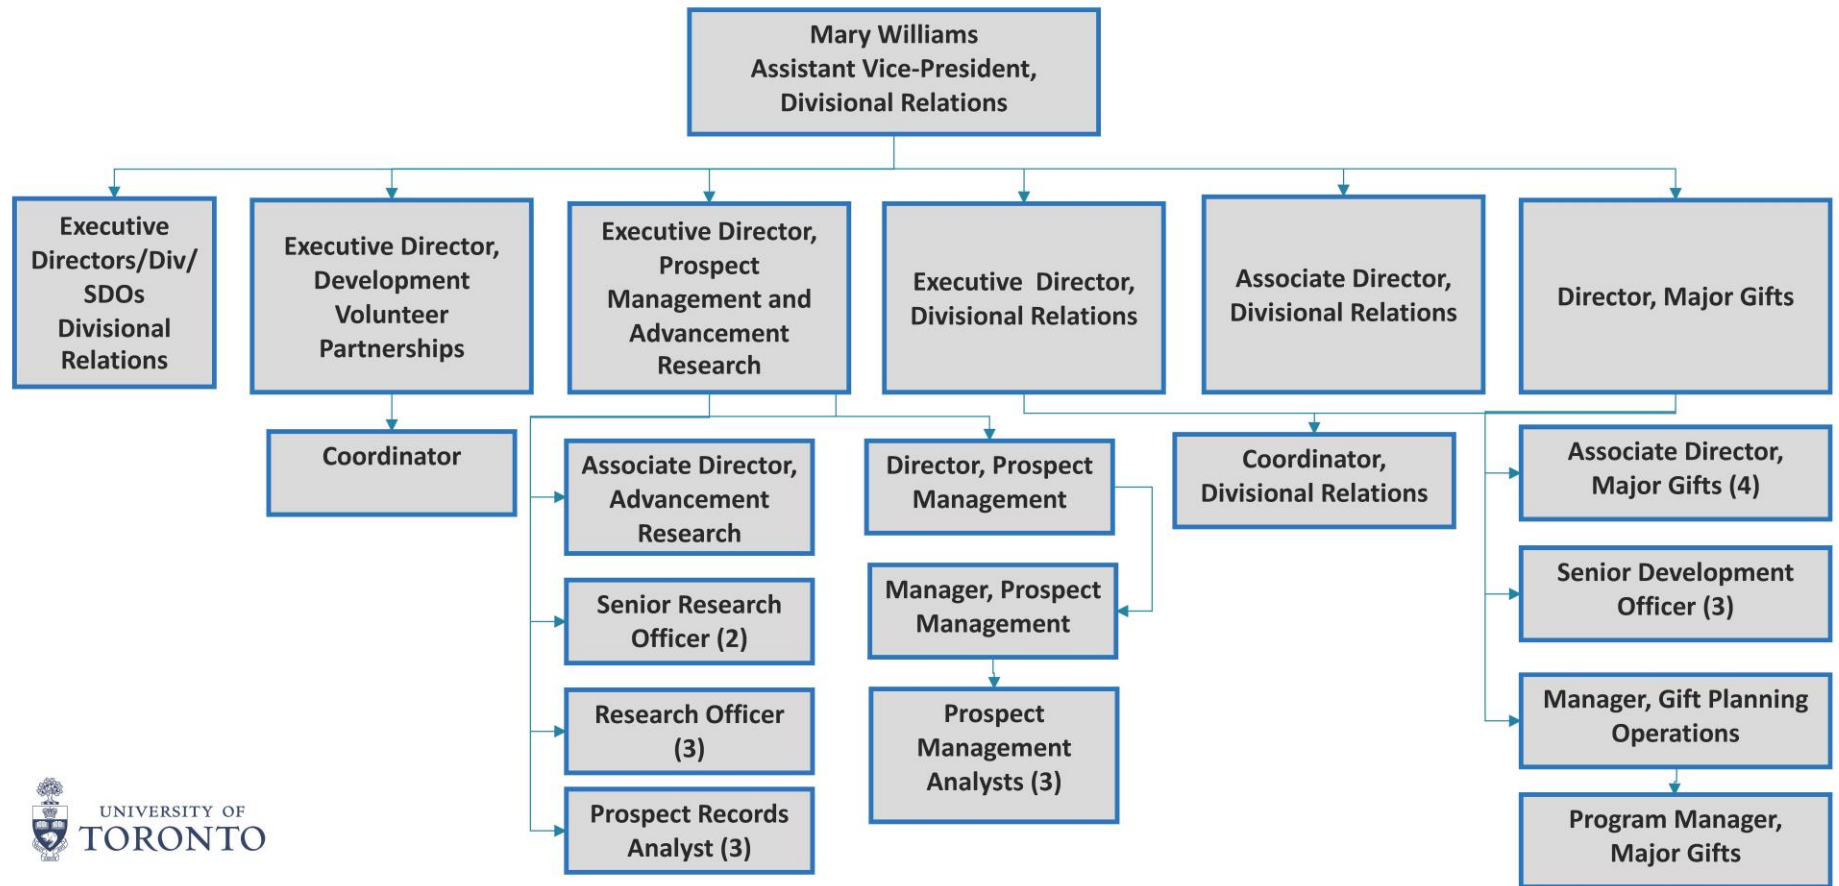 Mary Williams
Assistant Vice-President,
Divisional Relations
Executive
Directors/Div/
SDOs
Divisional
Relations
Executive Director,
Development
Volunteer
Partnerships
Executive Director,
Prospect
Management and
Advancement
Research
Executive Director,
Divisional Relations
Associate Director,
Divisional Relations
Director, Major Gifts
Coordinator
Associate Director,
Advancement
Research
Director, Prospect
Management
Coordinator,
Divisional Relations
Associate Director,
Major Gifts (4)
Senior Research
Officer (2)
Manager, Prospect
Management
Senior Development
Officer (3)
Research Officer
(3)
Prospect
Management
Analysts (3)
Manager, Gift Planning
Operations
Prospect Records
Analyst (3)
Program Manager,
Major Gifts
UNIVERSITY OF
TORONTO